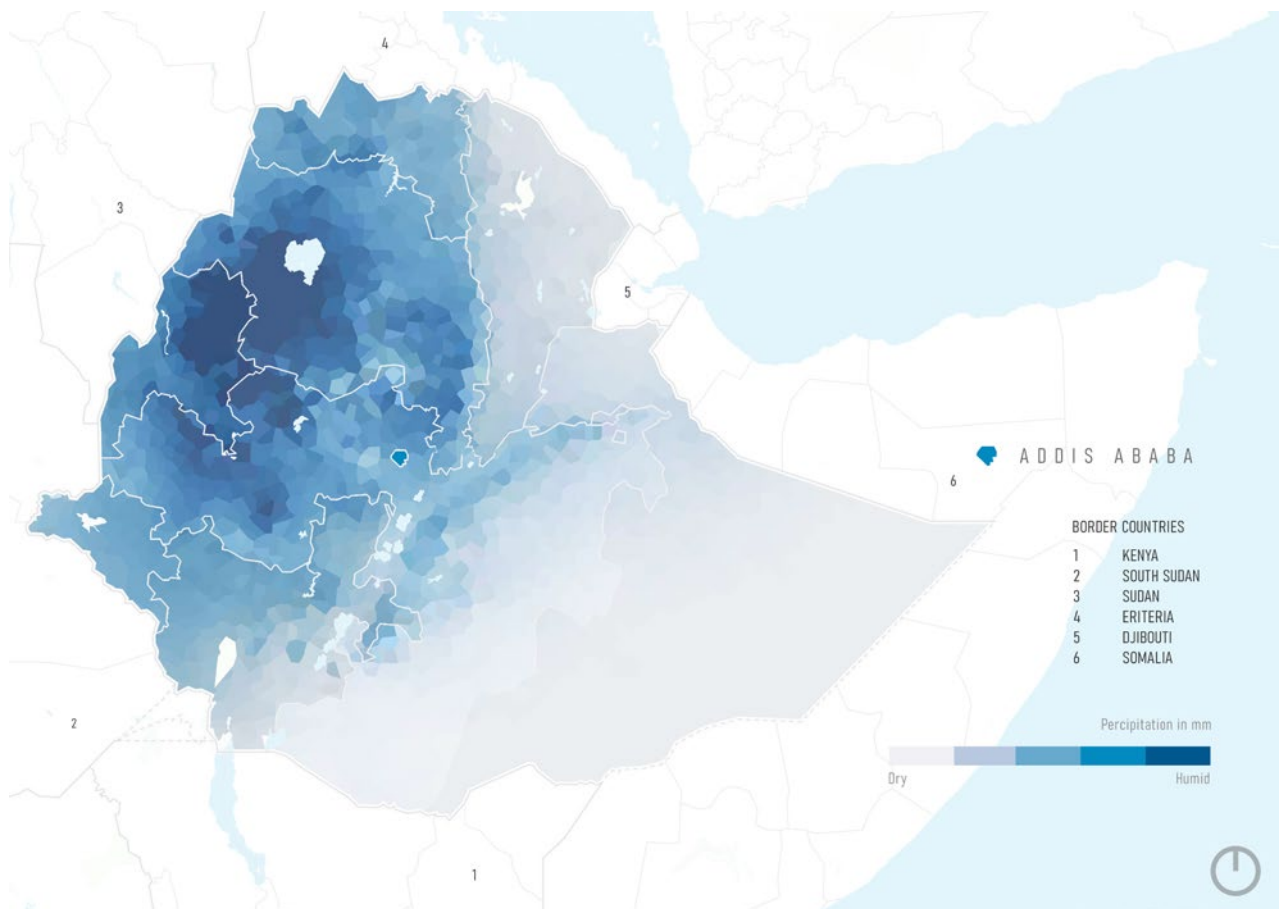 4
3
5
ADDIS ABABA
6
BORDER COUNTRIES
1 KENYA
2 SOUTH SUDAN
3 SUDAN
4 ERITERIA
5 DJIBOUTI
6 SOMALIA
2
Percipitation in mm
Dry Humid
1